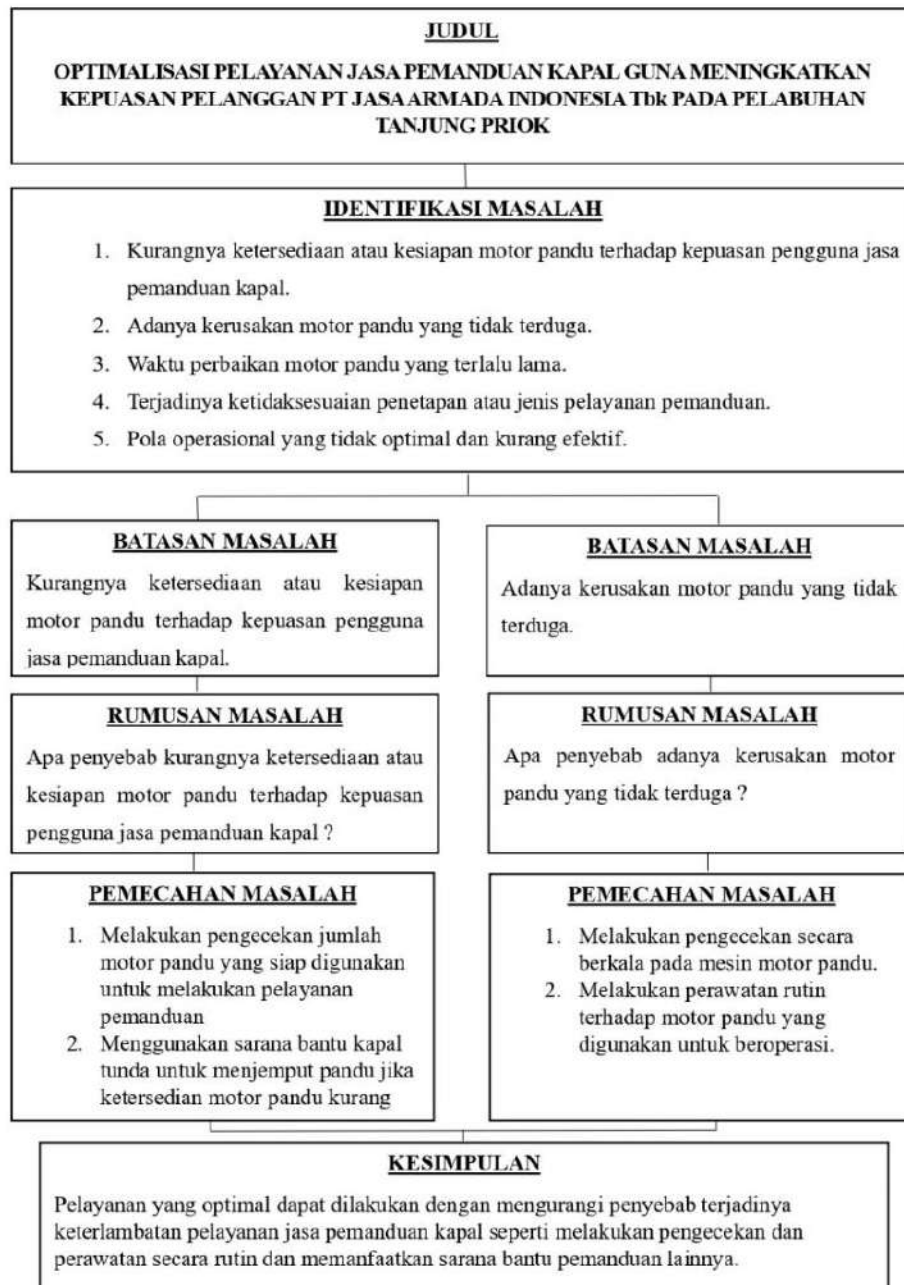 JUDUL
OPTIMALISASI PELAYANAN JASA PEMANDUAN KAPAL GUNA MENINGKATKAN
KEPUASAN PELANGGAN PT JASA ARMADA INDONESIA Tbk PADA PELABUHAN
TANJUNG PRIOK
IDENTIFIKASI MASALAH
1. Kurangnya ketersediaan atau kesiapan motor pandu terhadap kepuasan pengguna jasa
pemanduan kapal.
2. Adanya kerusakan motor pandu yang tidak terduga.
3. Waktu perbaikan motor pandu yang terlalu lama.
4. Terjadinya ketidaksesuaian penetapan atau jenis pelayanan pemanduan.
5. Pola operasional yang tidak optimal dan kurang efektif.
BATASAN MASALAH
Kurangnya ketersediaan atau kesiapan
motor pandu terhadap kepuasan pengguna
jasa pemanduan kapal.
BATASAN MASALAH
Adanya kerusakan motor pandu yang tidak
terduga.
RUMUSAN MASALAH
Apa penyebab kurangnya ketersediaan atau
kesiapan motor pandu terhadap kepuasan
pengguna jasa pemanduan kapal ?
RUMUSAN MASALAH
Apa penyebab adanya kerusakan motor
pandu yang tidak terduga ?
PEMECAHAN MASALAH
1. Melakukan pengecekan jumlah
motor pandu yang siap digunakan
untuk melakukan pelayanan
pemanduan
2. Menggunakan sarana bantu kapal
tunda untuk menjemput pandu jika
ketersedian motor pandu kurang
PEMECAHAN MASALAH
1. Melakukan pengecekan secara
berkala pada mesin motor pandu.
2. Melakukan perawatan rutin
terhadap motor pandu yang
digunakan untuk beroperasi.
KESIMPULAN
Pelayanan yang optimal dapat dilakukan dengan mengurangi penyebab terjadinya
keterlambatan pelayanan jasa pemanduan kapal seperti melakukan pengecekan dan
perawatan secara rutin dan memanfaatkan sarana bantu pemanduan lainnya.